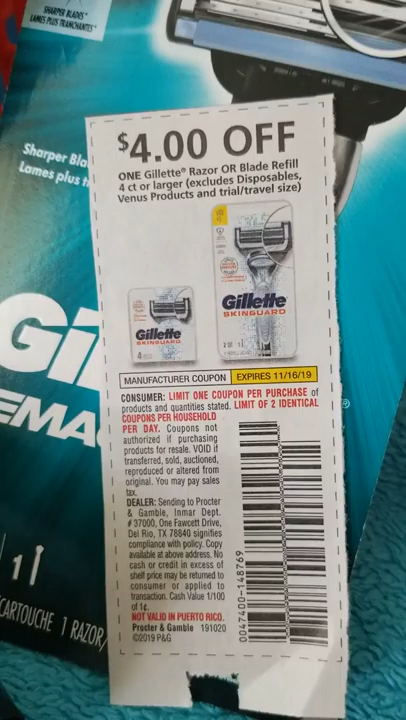 SHARPER BLADES*
LAMES PLUS TRANCHANTES*
Sharper Bla
Lames plus t
$4.00 OFF
ONE Gillette® Razor OR Blade Refill
4 ct or larger (excludes Disposables,
Venus Products and trial/travel size)
Gillette
SKINGUARD
4
Gillette
SKINGUARD
MANUFACTURER COUPON EXPIRES 11/16/19
CONSUMER: LIMIT ONE COUPON PER PURCHASE of
products and quantities stated. LIMIT OF 2 IDENTICAL
COUPONS PER HOUSEHOLD
PER DAY. Coupons not
authorized if purchasing
products for resale. VOID if
transferred, sold, auctioned,
reproduced or altered from
original. You may pay sales
tax.
DEALER: Sending to Procter
& Gamble, Inmar Dept.
# 37000, One Fawcett Drive,
Del Rio, TX 78840 signifies
compliance with policy. Copy
available at above address. No
cash or credit in excess of
shelf price may be returned to
consumer or applied to
transaction. Cash Value 1/100
of 1¢.
NOT VALID IN PUERTO RICO.
Procter & Gamble 191020
©2019 P&G
0047400-148769
Gil
EMA
®
1
CARTOUCHE 1 RAZOR/